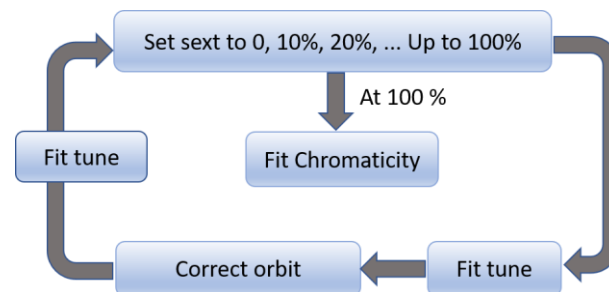 Set sext to 0, 10%, 20%, ... Up to 100%
At 100 %
Fit tune
Fit Chromaticity
Correct orbit
Fit tune